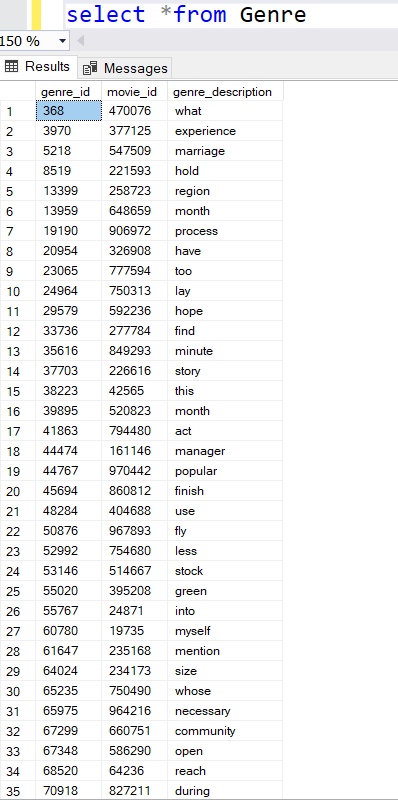 select *from Genre
150 %
Results Messages
genre_id movie_id genre_description
1 368 470076 what
2 3970 377125 experience
3 5218 547509 marriage
4 8519 221593 hold
5 13399 258723 region
6 13959 648659 month
7 19190 906972 process
8 20954 326908 have
9 23065 777594 too
10 24964 750313 lay
11 29579 592236 hope
12 33736 277784 find
13 35616 849293 minute
14 37703 226616 story
15 38223 42565 this
16 39895 520823 month
17 41863 794480 act
18 44474 161146 manager
19 44767 970442 popular
20 45694 860812 finish
21 48284 404688 use
22 50876 967893 fly
23 52992 754680 less
24 53146 514667 stock
25 55020 395208 green
26 55767 24871 into
27 60780 19735 myself
28 61647 235168 mention
29 64024 234173 size
30 65235 750490 whose
31 65975 964216 necessary
32 67299 660751 community
33 67348 586290 open
34 68520 64236 reach
35 70918 827211 during